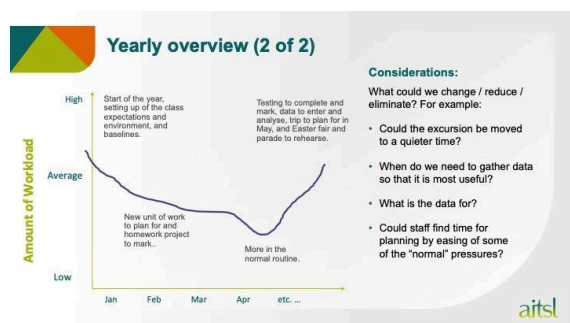 Yearly overview (2 of 2)
High
Average
Low
Amount of Workload
Start of the year,
setting up of the class
expectations and
environment, and
baselines.
New unit of work
to plan for and
homework project
to mark..
More in the
normal routine.
Testing to complete and
mark, data to enter and
analyse, trip to plan for in
May, and Easter fair and
parade to rehearse.
Jan Feb Mar Apr etc. ...
Considerations:
What could we change / reduce /
eliminate? For example:
• Could the excursion be moved
to a quieter time?
• When do we need to gather data
so that it is most useful?
• What is the data for?
• Could staff find time for
planning by easing of some
of the “normal” pressures?
aitsl